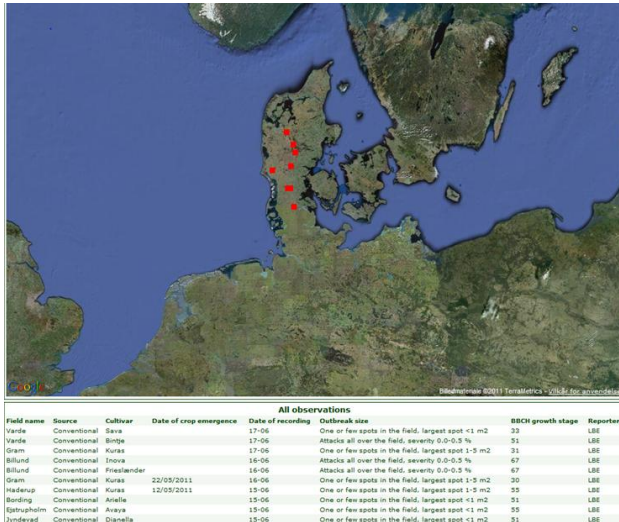 Google
Billedmateriale ©2011 TerraMetrics - Vilkår for anvendelse
All observations
Field name Source Cultivar Date of crop emergence Date of recording Outbreak size BBCH growth stage Reporter
Varde Conventional Sava 17-06 One or few spots in the field, largest spot <1 m2 33 LBE
Varde Conventional Bintje 17-06 Attacks all over the field, severity 0.0-0.5 % 51 LBE
Gram Conventional Kuras 17-06 One or few spots in the field, largest spot 1-5 m2 31 LBE
Billund Conventional Inova 16-06 Attacks all over the field, severity 0.0-0.5 % 67 LBE
Billund Conventional Frieslænder 16-06 Attacks all over the field, severity 0.0-0.5 % 67 LBE
Gram Conventional Kuras 22/05/2011 16-06 One or few spots in the field, largest spot 1-5 m2 30 LBE
Haderup Conventional Kuras 12/05/2011 15-06 One or few spots in the field, largest spot 1-5 m2 55 LBE
Bording Conventional Arielle 15-06 One or few spots in the field, largest spot <1 m2 51 LBE
Ejstrupholm Conventional Avaya 15-06 One or few spots in the field, largest spot <1 m2 55 LBE
Jyndevad Conventional Dianella 15-06 One or few spots in the field, largest spot <1 m2 51 LBE